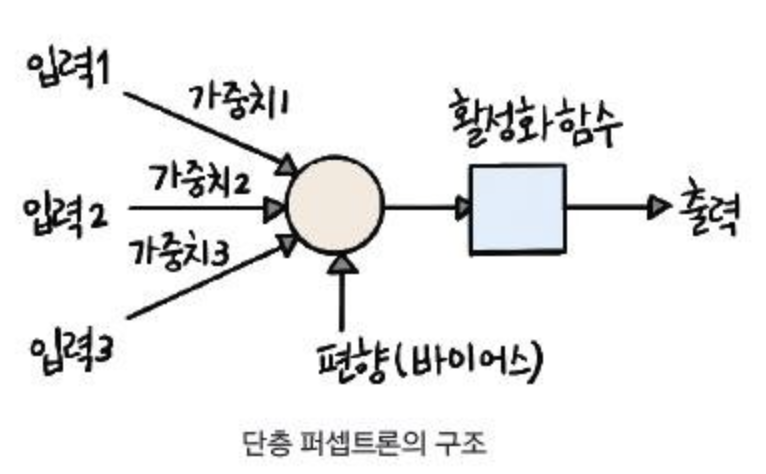 입력1
가중치1
활성화 함수
가중치2
입력2
출력
가중치3
입력3
편향(바이어스)
단층 퍼셉트론의 구조